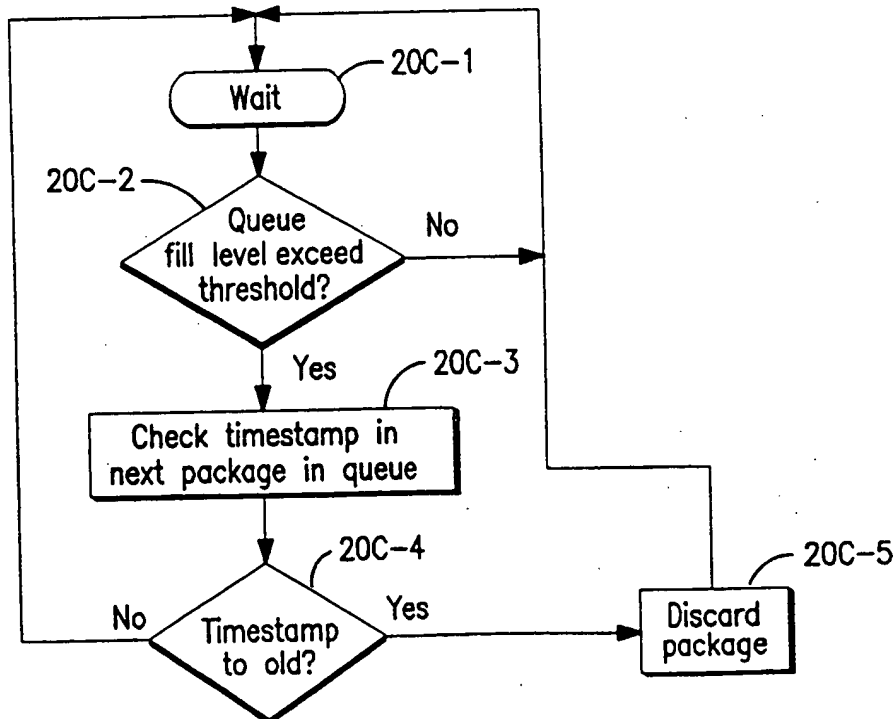 20C-1
Wait
20C-2
Queue
fill level exceed
threshold?
No
Yes
20C-3
Check timestamp in
next package in queue
20C-4
No
Timestamp
to old?
Yes
20C-5
Discard
package